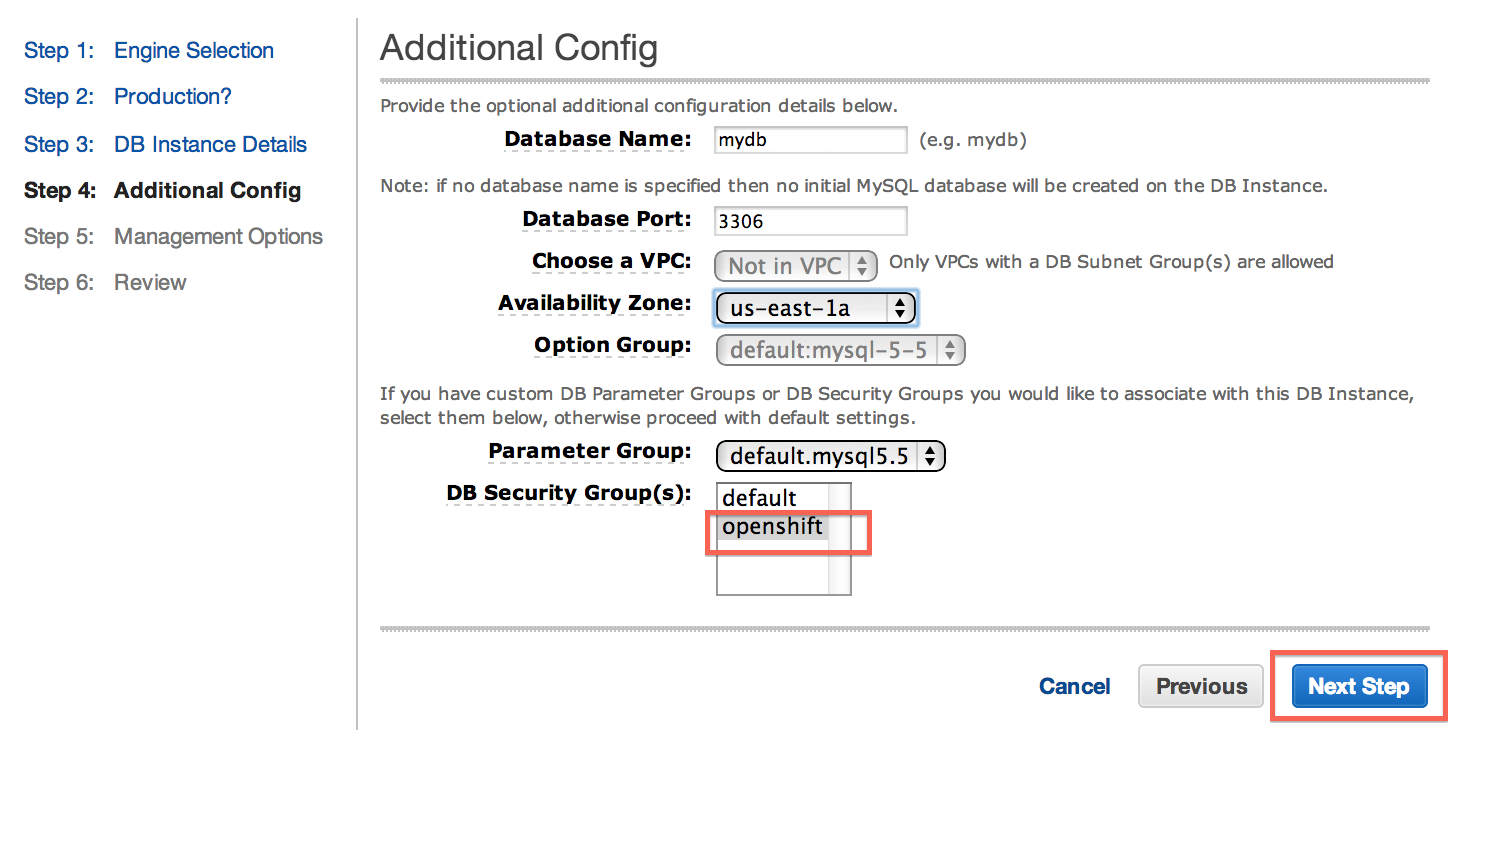 Step 1: Engine Selection
Step 2: Production?
Step 3: DB Instance Details
Step 4: Additional Config
Step 5: Management Options
Step 6: Review
Additional Config
Provide the optional additional configuration details below.
Database Name: mydb (e.g. mydb)
Note: if no database name is specified then no initial MySQL database will be created on the DB Instance.
Database Port: 3306
Choose a VPC: Not in VPC Only VPCs with a DB Subnet Group(s) are allowed
Availability Zone: us-east-1a
Option Group: default:mysql-5-5
If you have custom DB Parameter Groups or DB Security Groups you would like to associate with this DB Instance,
select them below, otherwise proceed with default settings.
Parameter Group: default.mysql5.5
DB Security Group(s): default
openshift
Cancel Previous Next Step